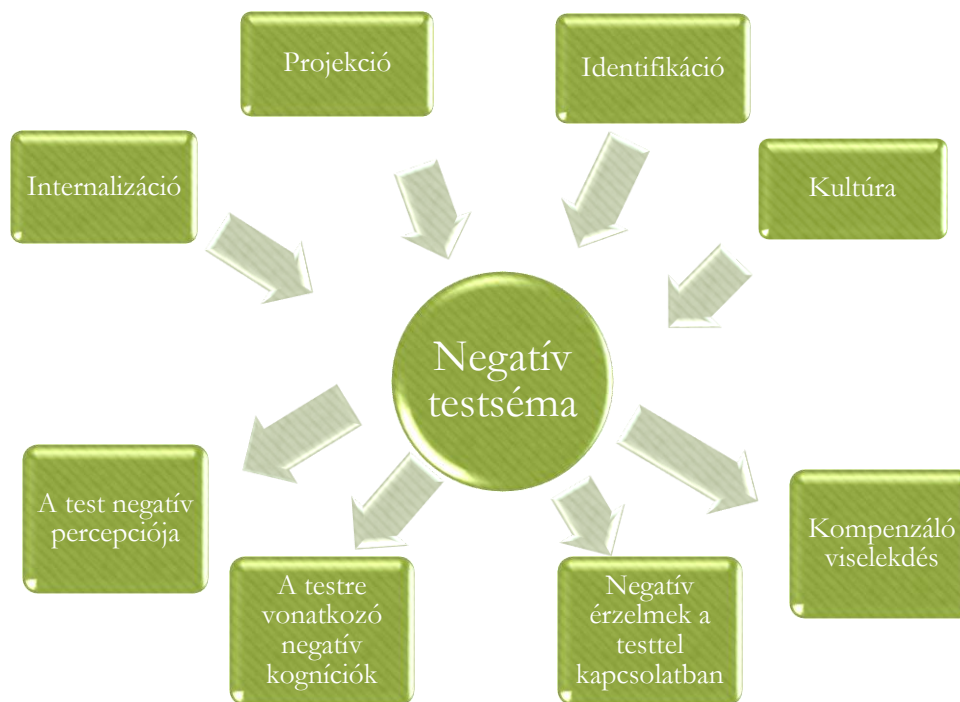 Projekció
Identifikáció
Internalizáció
Kultúra
Negatív
testséma
A test negatív
percepciója
A testre
vonatkozó
negatív
kogníciók
Negatív
érzelmek a
testtel
kapcsolatban
Kompenzáló
viselekdés